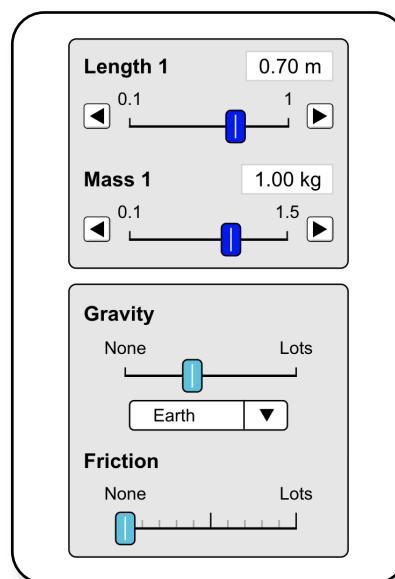 Length 1 0.70 m
0.1 1
Mass 1 1.00 kg
0.1 1.5
Gravity
None Lots
Earth
Friction
None Lots